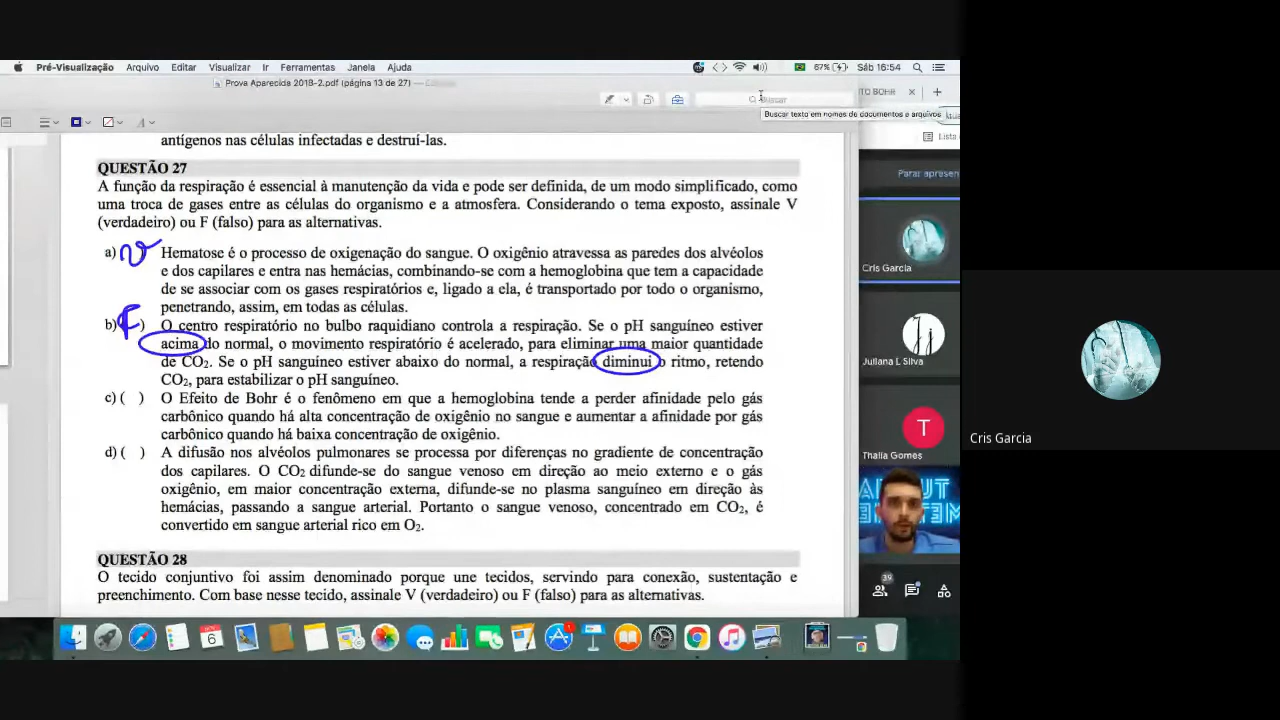 Pré-Visualização Arquivo Editar Visualizar Ir Ferramentas Janela Ajuda 67% Sáb 16:54
Prova Aparecida 2018-2.pdf (página 13 de 27)
TO BOHR
Buscar
Buscar texto em nomes de documentos e arquivos
Lista
antígenos nas células infectadas e destruí-las.
QUESTÃO 27
A função da respiração é essencial à manutenção da vida e pode ser definida, de um modo simplificado, como
uma troca de gases entre as células do organismo e a atmosfera. Considerando o tema exposto, assinale V
(verdadeiro) ou F (falso) para as alternativas.
a) V Hematose é o processo de oxigenação do sangue. O oxigênio atravessa as paredes dos alvéolos
e dos capilares e entra nas hemácias, combinando-se com a hemoglobina que tem a capacidade
de se associar com os gases respiratórios e, ligado a ela, é transportado por todo o organismo,
penetrando, assim, em todas as células.
b) F ) O centro respiratório no bulbo raquidiano controla a respiração. Se o pH sanguíneo estiver
acima do normal, o movimento respiratório é acelerado, para eliminar uma maior quantidade
de CO₂. Se o pH sanguíneo estiver abaixo do normal, a respiração diminui o ritmo, retendo
CO₂, para estabilizar o pH sanguíneo.
c) ( ) O Efeito de Bohr é o fenômeno em que a hemoglobina tende a perder afinidade pelo gás
carbônico quando há alta concentração de oxigênio no sangue e aumentar a afinidade por gás
carbônico quando há baixa concentração de oxigênio.
d) ( ) A difusão nos alvéolos pulmonares se processa por diferenças no gradiente de concentração
dos capilares. O CO₂ difunde-se do sangue venoso em direção ao meio externo e o gás
oxigênio, em maior concentração externa, difunde-se no plasma sanguíneo em direção às
hemácias, passando a sangue arterial. Portanto o sangue venoso, concentrado em CO₂, é
convertido em sangue arterial rico em O₂.
QUESTÃO 28
O tecido conjuntivo foi assim denominado porque une tecidos, servindo para conexão, sustentação e
preenchimento. Com base nesse tecido, assinale V (verdadeiro) ou F (falso) para as alternativas.
Parar apresen
Cris Garcia
Juliana L Silva
T
Thalia Gomes
39
Cris Garcia
NOV
6
1